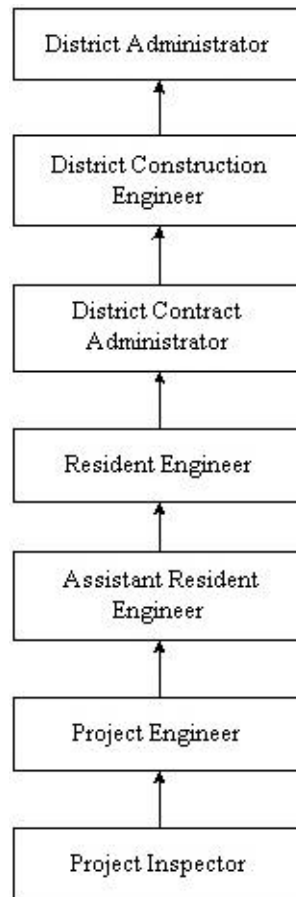 District Administrator
District Construction
Engineer
District Contract
Administrator
Resident Engineer
Assistant Resident
Engineer
Project Engineer
Project Inspector